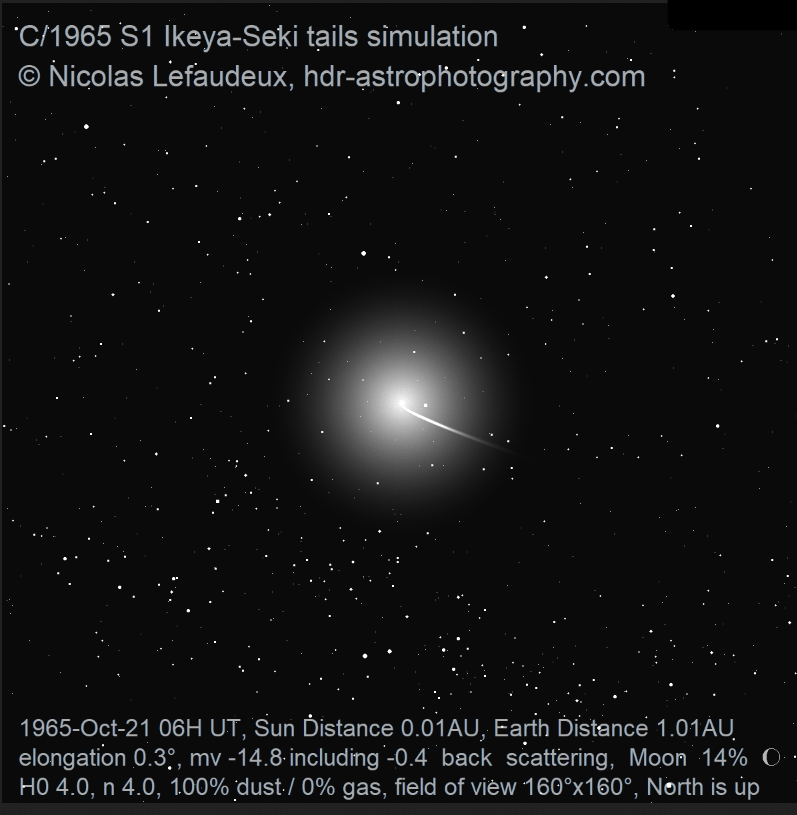 C/1965 S1 Ikeya-Seki tails simulation
© Nicolas Lefaudeux, hdr-astrophotography.com
1965-Oct-21 06H UT, Sun Distance 0.01AU, Earth Distance 1.01AU
elongation 0.3°, mv -14.8 including -0.4 back scattering, Moon 14%
H0 4.0, n 4.0, 100% dust / 0% gas, field of view 160°x160°, North is up